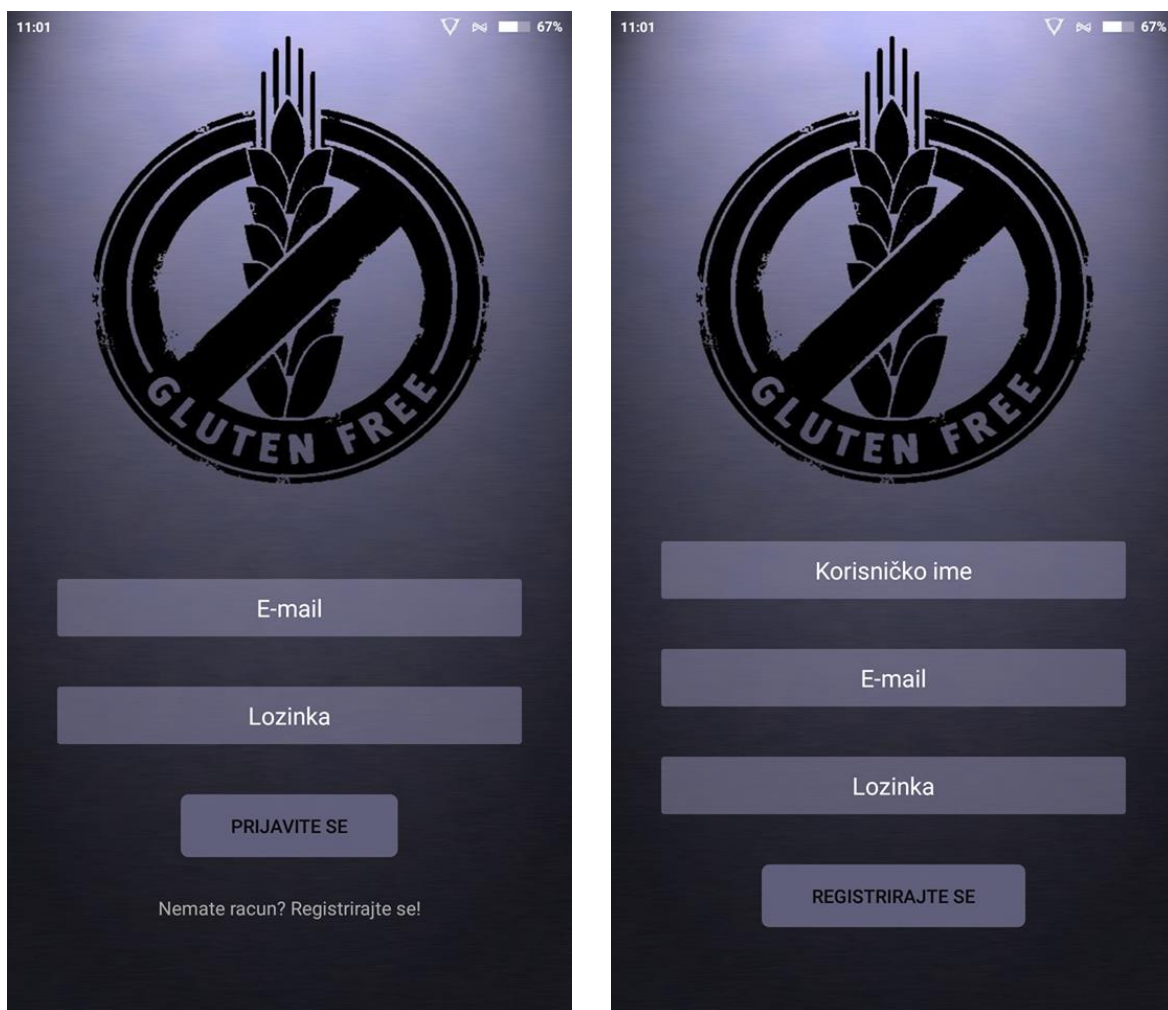 11:01
67%
GLUTEN FREE
E-mail
Lozinka
PRIJAVITE SE
Nemate racun? Registrirajte se!
11:01
67%
GLUTEN FREE
Korisničko ime
E-mail
Lozinka
REGISTRIRAJTE SE